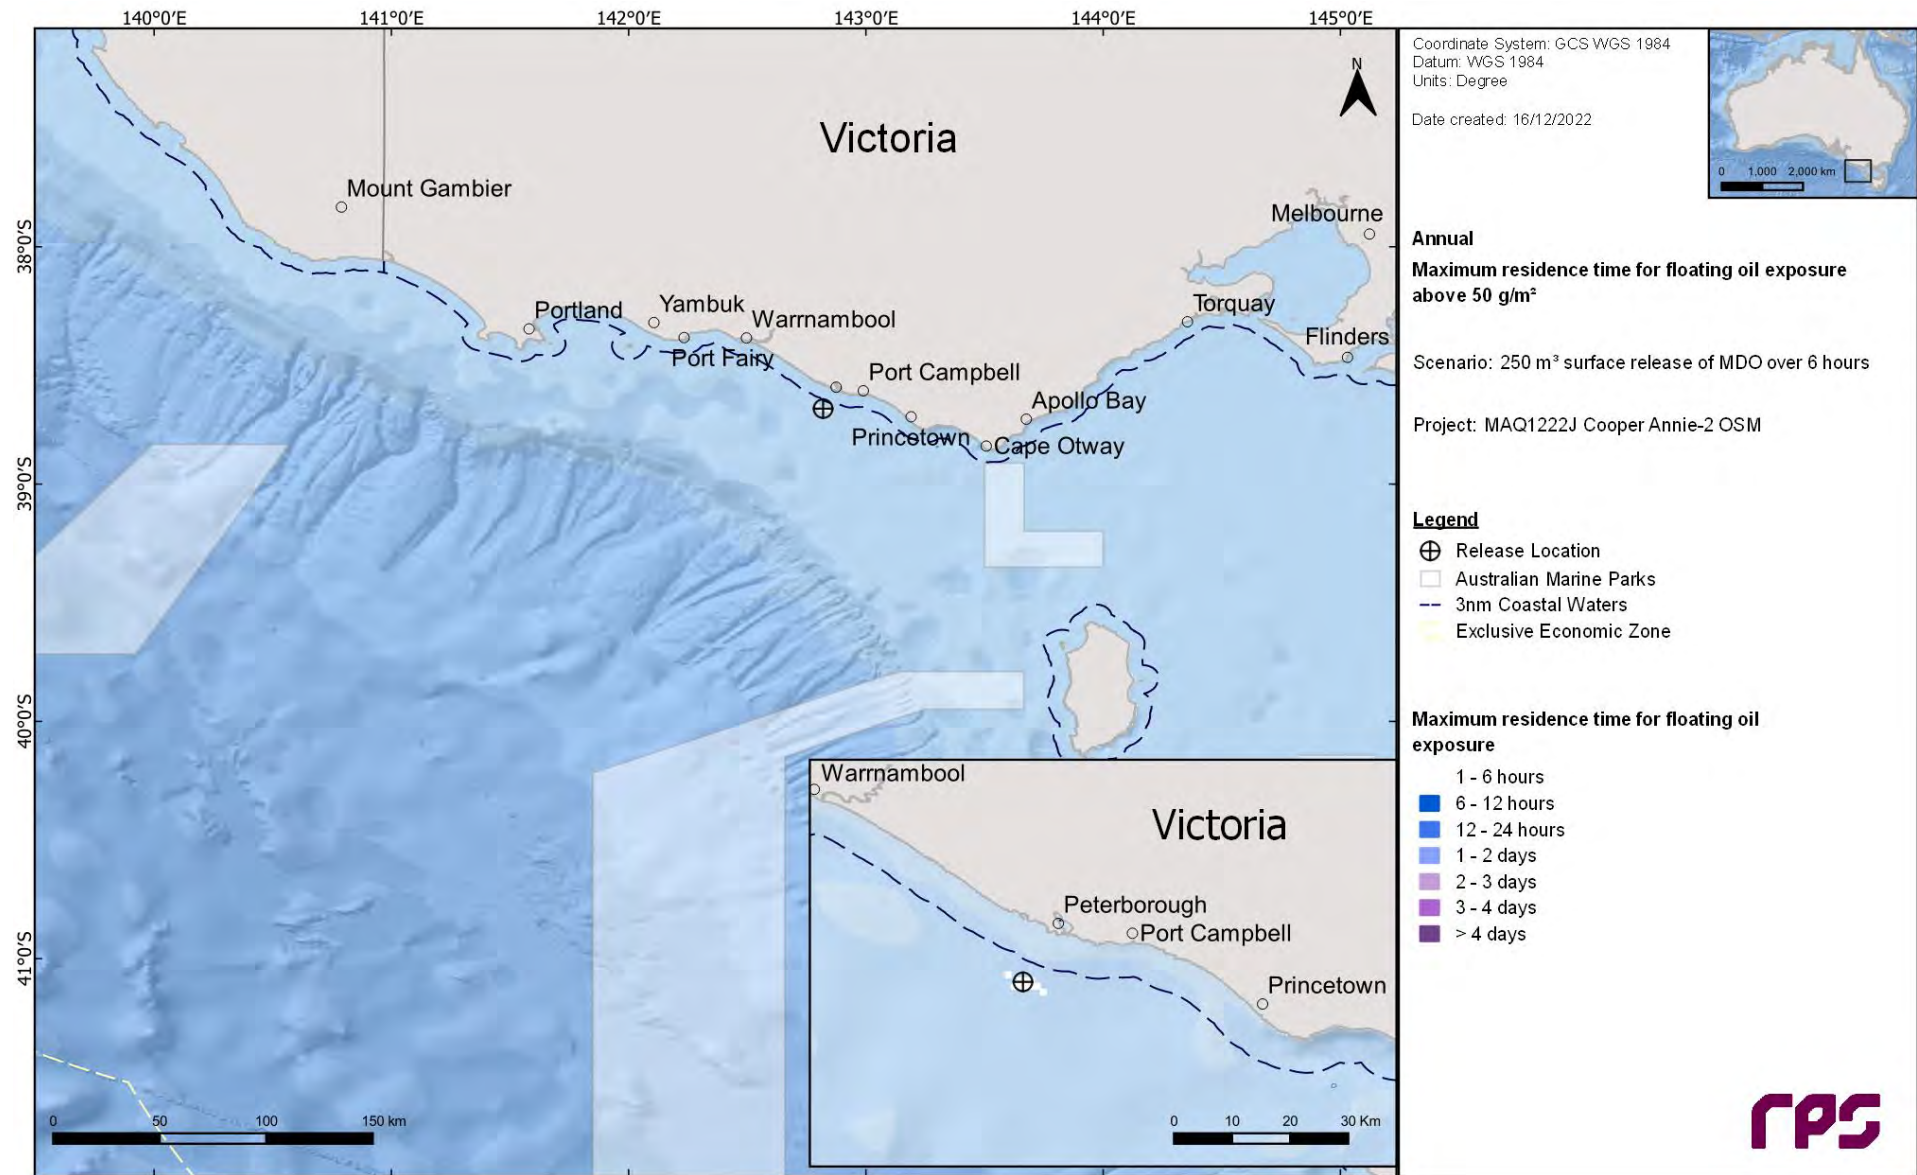 140°0'E 141°0'E 142°0'E 143°0'E 144°0'E 145°0'E
38°0'S
39°0'S
40°0'S
41°0'S
N
Victoria
Mount Gambier
Melbourne
Portland
Yambuk
Warrnambool
Torquay
Flinders
Port Fairy
Port Campbell
Apollo Bay
Princetown
Cape Otway
0 50 100 150 km
Warrnambool
Victoria
Peterborough
Port Campbell
Princetown
0 10 20 30 Km
Coordinate System: GCS WGS 1984
Datum: WGS 1984
Units: Degree
Date created: 16/12/2022
0 1,000 2,000 km
Annual
Maximum residence time for floating oil exposure
above 50 g/m²
Scenario: 250 m³ surface release of MDO over 6 hours
Project: MAQ1222J Cooper Annie-2 OSM
Legend
Release Location
Australian Marine Parks
3nm Coastal Waters
Exclusive Economic Zone
Maximum residence time for floating oil
exposure
1 - 6 hours
6 - 12 hours
12 - 24 hours
1 - 2 days
2 - 3 days
3 - 4 days
> 4 days
rps